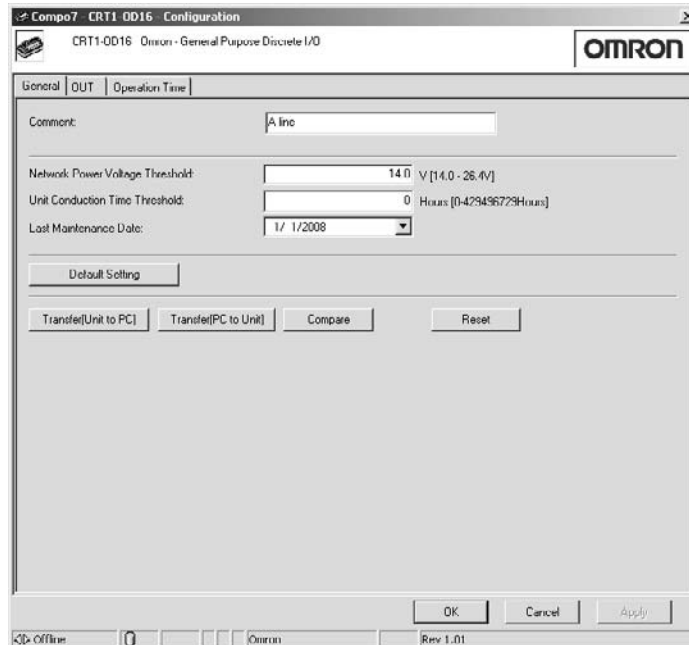 Compo7 - CRT1-OD16 - Configuration
CRT1-OD16 Omron - General Purpose Discrete I/O
OMRON
General OUT Operation Time
Comment: A line
Network Power Voltage Threshold: 14.0 V [14.0 - 26.4V]
Unit Conduction Time Threshold: 0 Hours [0-429496729Hours]
Last Maintenance Date: 1/ 1/2008
Default Setting
Transfer[Unit to PC] Transfer[PC to Unit] Compare Reset
OK Cancel Apply
Offline Omron Rev 1.01